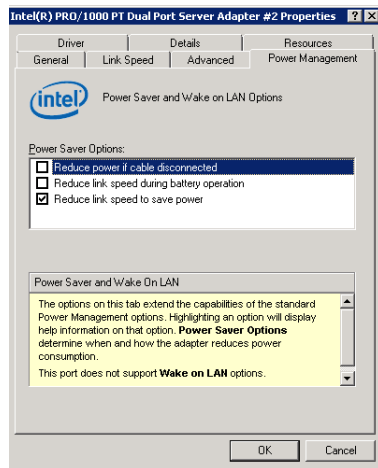 Intel(R) PRO/1000 PT Dual Port Server Adapter #2 Properties ? X
Driver Details Resources
General Link Speed Advanced Power Management
intel Power Saver and Wake on LAN Options
Power Saver Options:
Reduce power if cable disconnected
Reduce link speed during battery operation
Reduce link speed to save power
Power Saver and Wake On LAN
The options on this tab extend the capabilities of the standard
Power Management options. Highlighting an option will display
help information on that option. Power Saver Options
determine when and how the adapter reduces power
consumption.
This port does not support Wake on LAN options.
OK Cancel